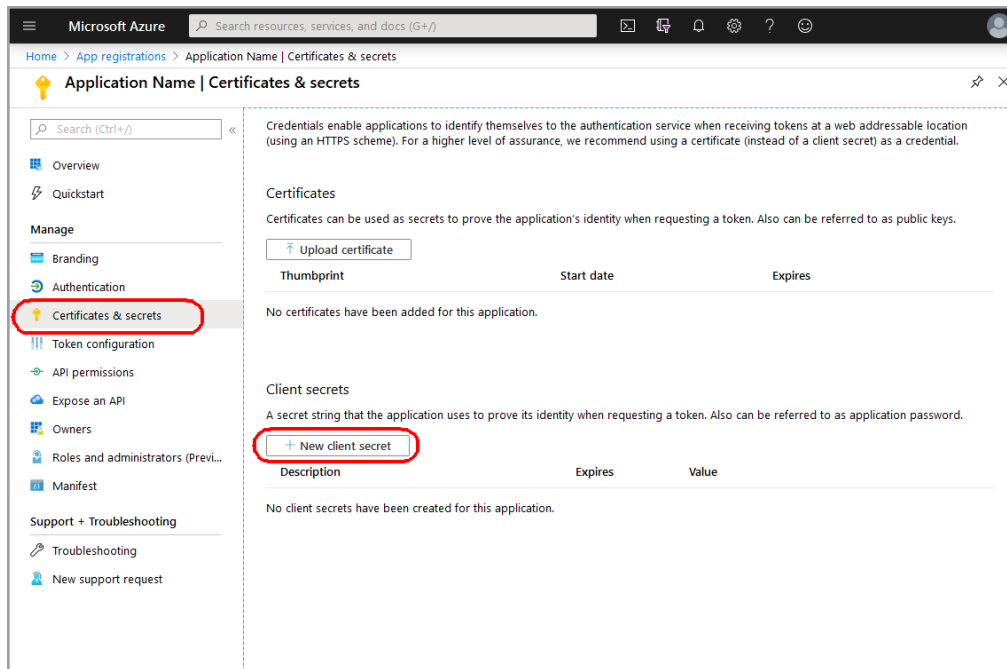 Microsoft Azure
Search resources, services, and docs (G+/)
Home > App registrations > Application Name | Certificates & secrets
Application Name | Certificates & secrets
Search (Ctrl+/)
«
Overview
Quickstart
Manage
Branding
Authentication
Certificates & secrets
Token configuration
API permissions
Expose an API
Owners
Roles and administrators (Previ...
Manifest
Support + Troubleshooting
Troubleshooting
New support request
Credentials enable applications to identify themselves to the authentication service when receiving tokens at a web addressable location
(using an HTTPS scheme). For a higher level of assurance, we recommend using a certificate (instead of a client secret) as a credential.
Certificates
Certificates can be used as secrets to prove the application's identity when requesting a token. Also can be referred to as public keys.
Upload certificate
Thumbprint Start date Expires
No certificates have been added for this application.
Client secrets
A secret string that the application uses to prove its identity when requesting a token. Also can be referred to as application password.
+ New client secret
Description Expires Value
No client secrets have been created for this application.